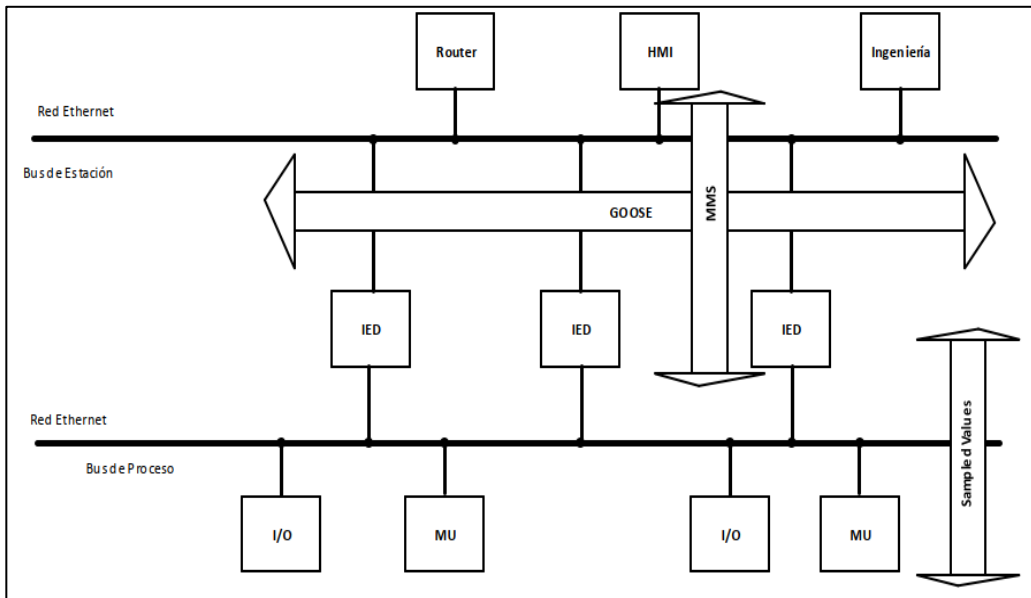 Router
HMI
Ingeniería
Red Ethernet
Bus de Estación
GOOSE
MMS
IED
IED
IED
Red Ethernet
Bus de Proceso
Sampled Values
I/O
MU
I/O
MU